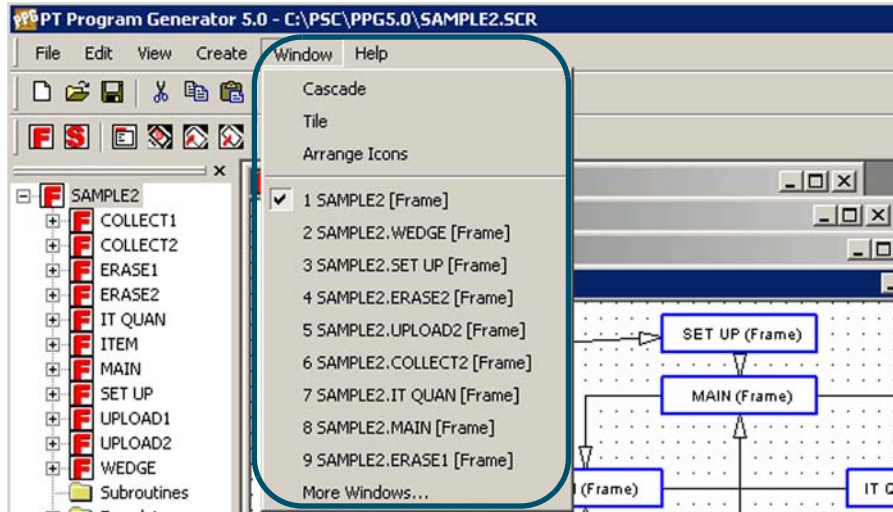 PT Program Generator 5.0 - C:\PSC\PPG5.0\SAMPLE2.SCR
File Edit View Create Window Help
Cascade
Tile
Arrange Icons
1 SAMPLE2 [Frame]
2 SAMPLE2.WEDGE [Frame]
3 SAMPLE2.SET UP [Frame]
4 SAMPLE2.ERASE2 [Frame]
5 SAMPLE2.UPLOAD2 [Frame]
6 SAMPLE2.COLLECT2 [Frame]
7 SAMPLE2.IT QUAN [Frame]
8 SAMPLE2.MAIN [Frame]
9 SAMPLE2.ERASE1 [Frame]
More Windows...
SAMPLE2
COLLECT1
COLLECT2
ERASE1
ERASE2
IT QUAN
ITEM
MAIN
SET UP
UPLOAD1
UPLOAD2
WEDGE
Subroutines
SET UP (Frame)
MAIN (Frame)
(Frame)
IT Q